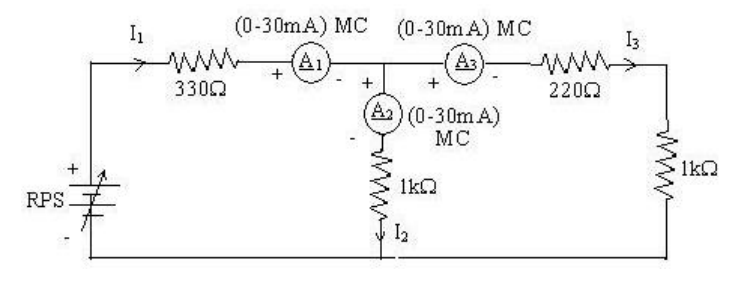 (0-30mA) MC
(0-30mA) MC
I1
I3
A1
A3
+
-
+
-
330Ω
220Ω
+
A2
(0-30mA)
MC
-
1kΩ
1kΩ
+
RPS
-
I2